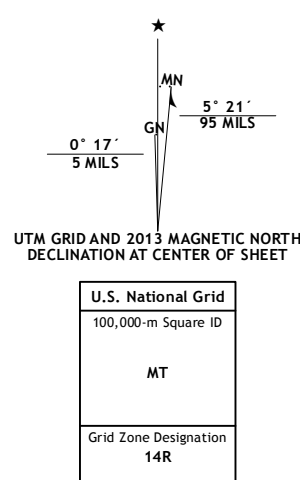 MN
GN
5° 21´
95 MILS
0° 17´
5 MILS
UTM GRID AND 2013 MAGNETIC NORTH
DECLINATION AT CENTER OF SHEET
U.S. National Grid
100,000-m Square ID
MT
Grid Zone Designation
14R